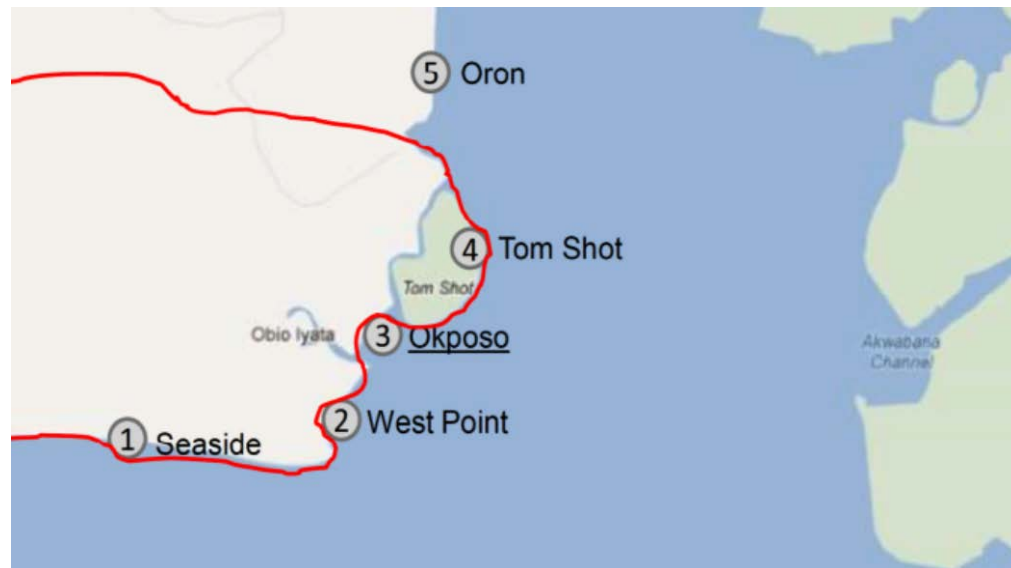 5 Oron
4 Tom Shot
Tom Shot
3 Okposo
Obio Iyata
Akwabana
Channel
2 West Point
1 Seaside